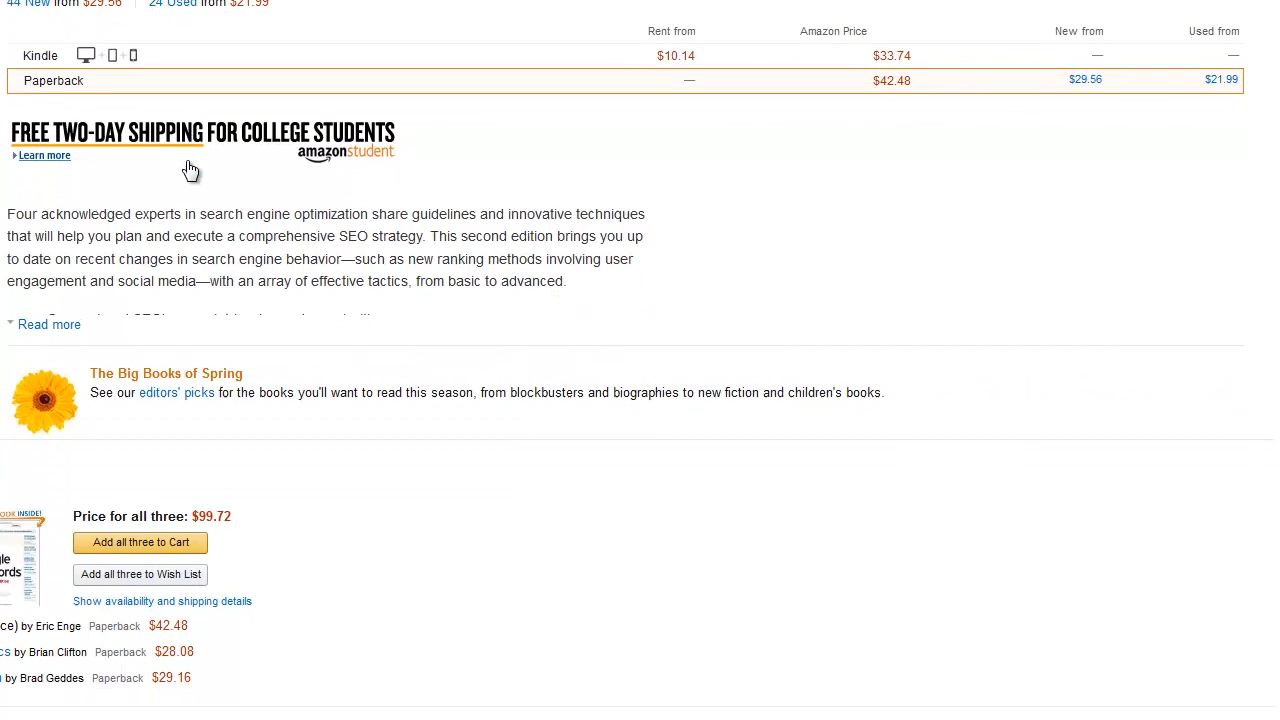 44 New from $29.56 | 24 Used from $21.99
Rent from Amazon Price New from Used from
Kindle $10.14 $33.74 — —
Paperback — $42.48 $29.56 $21.99
FREE TWO-DAY SHIPPING FOR COLLEGE STUDENTS
Learn more amazonstudent
Four acknowledged experts in search engine optimization share guidelines and innovative techniques
that will help you plan and execute a comprehensive SEO strategy. This second edition brings you up
to date on recent changes in search engine behavior—such as new ranking methods involving user
engagement and social media—with an array of effective tactics, from basic to advanced.
Read more
The Big Books of Spring
See our editors' picks for the books you'll want to read this season, from blockbusters and biographies to new fiction and children's books.
OOK INSIDE!
Price for all three: $99.72
Add all three to Cart
gle
ords
Add all three to Wish List
Show availability and shipping details
ce) by Eric Enge Paperback $42.48
cs by Brian Clifton Paperback $28.08
by Brad Geddes Paperback $29.16